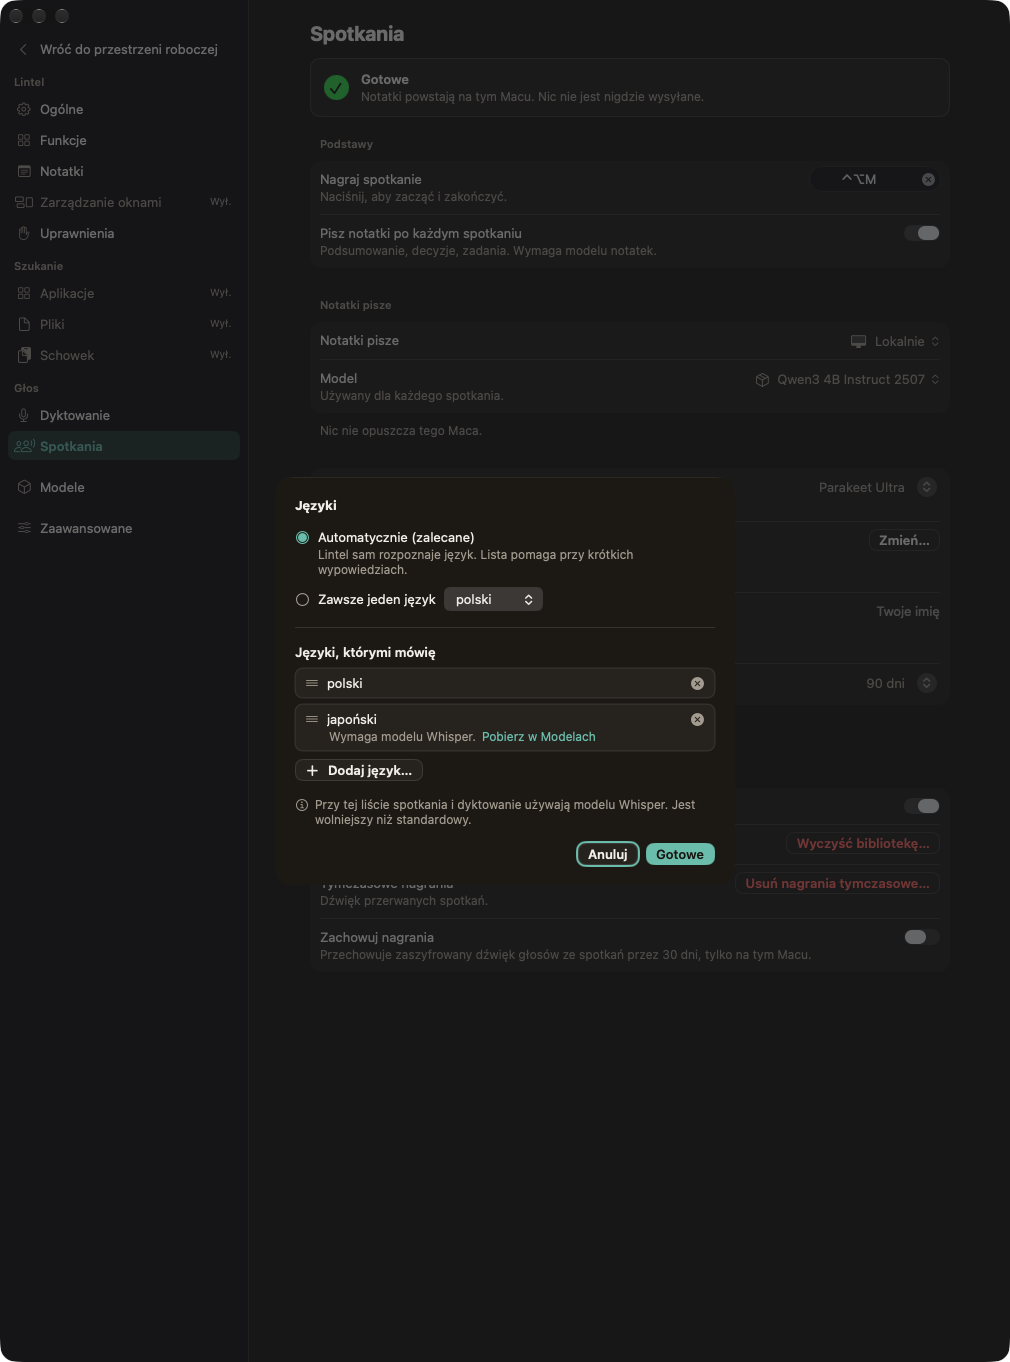 Wróć do przestrzeni roboczej
Lintel
Ogólne
Funkcje
Notatki
Zarządzanie oknami
Wył.
Uprawnienia
Szukanie
Aplikacje
Wył.
Pliki
Wył.
Schowek
Wył.
Głos
Dyktowanie
Spotkania
Modele
Zaawansowane
Spotkania
Gotowe
Notatki powstają na tym Macu. Nic nie jest nigdzie wysyłane.
Podstawy
Nagraj spotkanie
Naciśnij, aby zacząć i zakończyć.
^⌥M
Pisz notatki po każdym spotkaniu
Podsumowanie, decyzje, zadania. Wymaga modelu notatek.
Notatki pisze
Notatki pisze
Lokalnie
Model
Używany dla każdego spotkania.
Qwen3 4B Instruct 2507
Nic nie opuszcza tego Maca.
Parakeet Ultra
Zmień...
Twoje imię
90 dni
Języki
Automatycznie (zalecane)
Lintel sam rozpoznaje język. Lista pomaga przy krótkich
wypowiedziach.
Zawsze jeden język
polski
Języki, którymi mówię
polski
japoński
Wymaga modelu Whisper. Pobierz w Modelach
+ Dodaj język...
Przy tej liście spotkania i dyktowanie używają modelu Whisper. Jest
wolniejszy niż standardowy.
Anuluj
Gotowe
Wyczyść bibliotekę...
Tymczasowe nagrania
Dźwięk przerwanych spotkań.
Usuń nagrania tymczasowe...
Zachowuj nagrania
Przechowuje zaszyfrowany dźwięk głosów ze spotkań przez 30 dni, tylko na tym Macu.